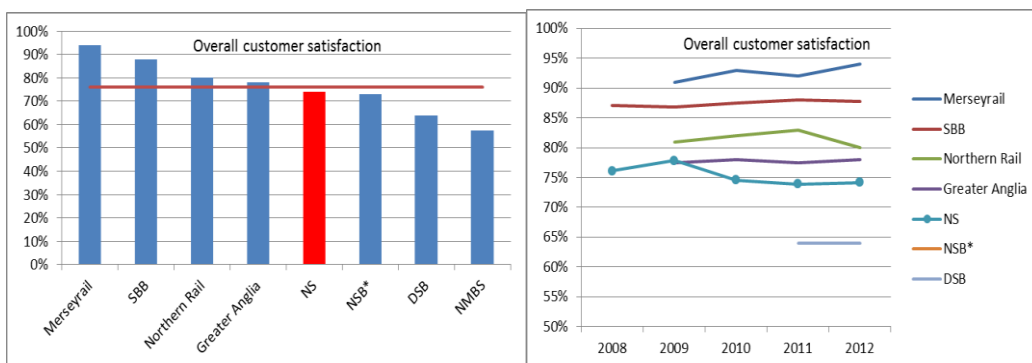 Overall customer satisfaction
100%
90%
80%
70%
60%
50%
40%
30%
20%
10%
0%
Merseyrail
SBB
Northern Rail
Greater Anglia
NS
NSB*
DSB
NMBS
Overall customer satisfaction
100%
95%
90%
85%
80%
75%
70%
65%
60%
55%
50%
2008 2009 2010 2011 2012
Merseyrail
SBB
Northern Rail
Greater Anglia
NS
NSB*
DSB